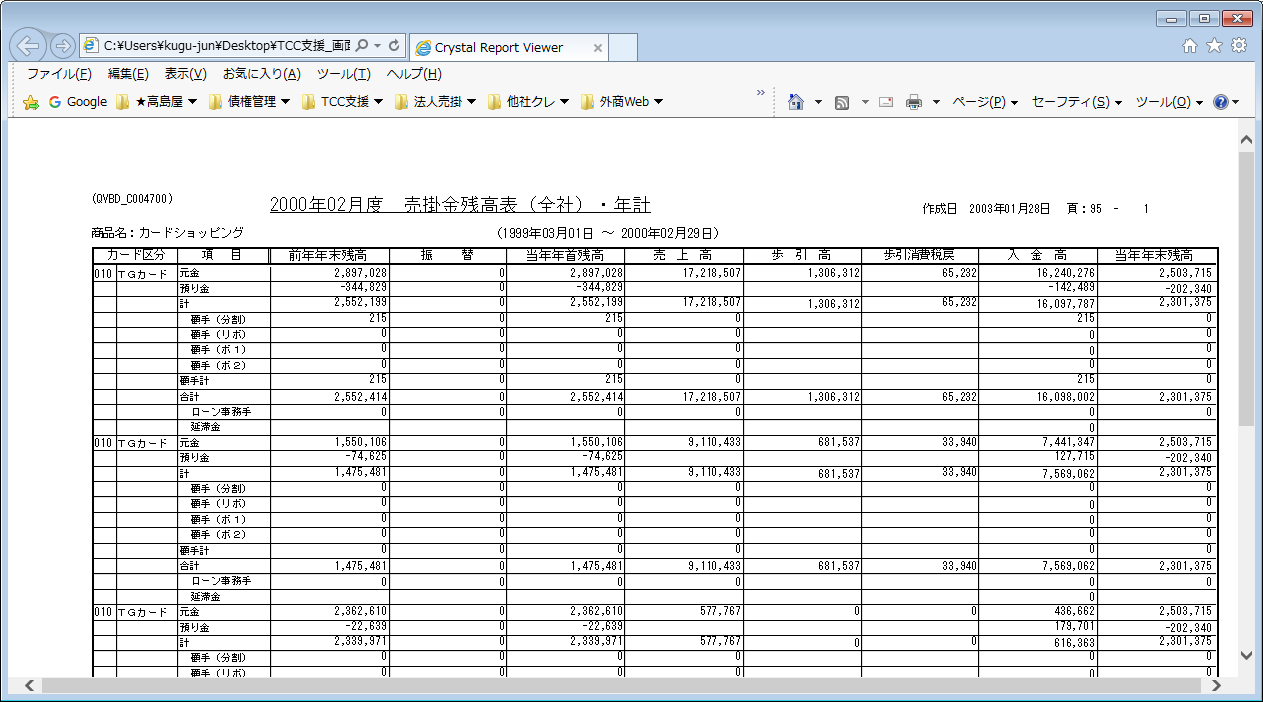 C:¥Users¥kugu-jun¥Desktop¥TCC支援_画面
Crystal Report Viewer
ファイル(F) 編集(E) 表示(V) お気に入り(A) ツール(T) ヘルプ(H)
Google ★高島屋 債権管理 TCC支援 法人売掛 他社クレ 外商Web » ページ(P) セーフティ(S) ツール(O)
(QVBD_C004700)
2000年02月度 売掛金残高表（全社）・年計
作成日 2003年01月28日 頁：95 - 1
商品名：カードショッピング (1999年03月01日 ～ 2000年02月29日)
カード区分 項 目 前年年末残高 振 替 当年年首残高 売 上 高 歩 引 高 歩引消費税戻 入 金 高 当年年末残高
010 TGカード 元金 2,897,028 0 2,897,028 17,218,507 1,306,312 65,232 16,240,276 2,503,715
預り金 -344,829 0 -344,829 -142,489 -202,340
計 2,552,199 0 2,552,199 17,218,507 1,306,312 65,232 16,097,787 2,301,375
顧手（分割） 215 0 215 0 215 0
顧手（リボ） 0 0 0 0 0 0
顧手（ボ１） 0 0 0 0 0 0
顧手（ボ２） 0 0 0 0 0 0
顧手計 215 0 215 0 215 0
合計 2,552,414 0 2,552,414 17,218,507 1,306,312 65,232 16,098,002 2,301,375
ローン事務手 0 0 0 0 0 0
延滞金 0
010 TGカード 元金 1,550,106 0 1,550,106 9,110,433 681,537 33,940 7,441,347 2,503,715
預り金 -74,625 0 -74,625 127,715 -202,340
計 1,475,481 0 1,475,481 9,110,433 681,537 33,940 7,569,062 2,301,375
顧手（分割） 0 0 0 0 0 0
顧手（リボ） 0 0 0 0 0 0
顧手（ボ１） 0 0 0 0 0 0
顧手（ボ２） 0 0 0 0 0 0
顧手計 0 0 0 0 0 0
合計 1,475,481 0 1,475,481 9,110,433 681,537 33,940 7,569,062 2,301,375
ローン事務手 0 0 0 0 0 0
延滞金 0
010 TGカード 元金 2,362,610 0 2,362,610 577,767 0 0 436,662 2,503,715
預り金 -22,639 0 -22,639 179,701 -202,340
計 2,339,971 0 2,339,971 577,767 0 0 616,363 2,301,375
顧手（分割） 0 0 0 0 0 0
顧手（リボ） 0 0 0 0 0 0